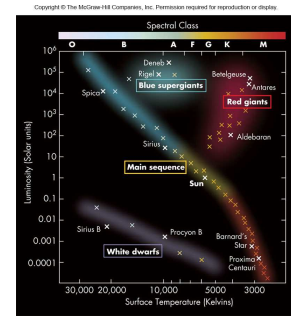 Copyright © The McGraw-Hill Companies, Inc. Permission required for reproduction or display.
Spectral Class
O B A F G K M
10⁶
10⁵
10⁴
10³
10²
10
1
0.1
0.01
0.001
0.0001
Luminosity (Solar units)
Deneb
Rigel
Betelgeuse
Blue supergiants
Antares
Spica
Red giants
Aldebaran
Sirius
Main sequence
Sun
Sirius B
Procyon B
Barnard's
Star
White dwarfs
Proxima
Centauri
30,000 20,000 10,000 5000 3000
Surface Temperature (Kelvins)